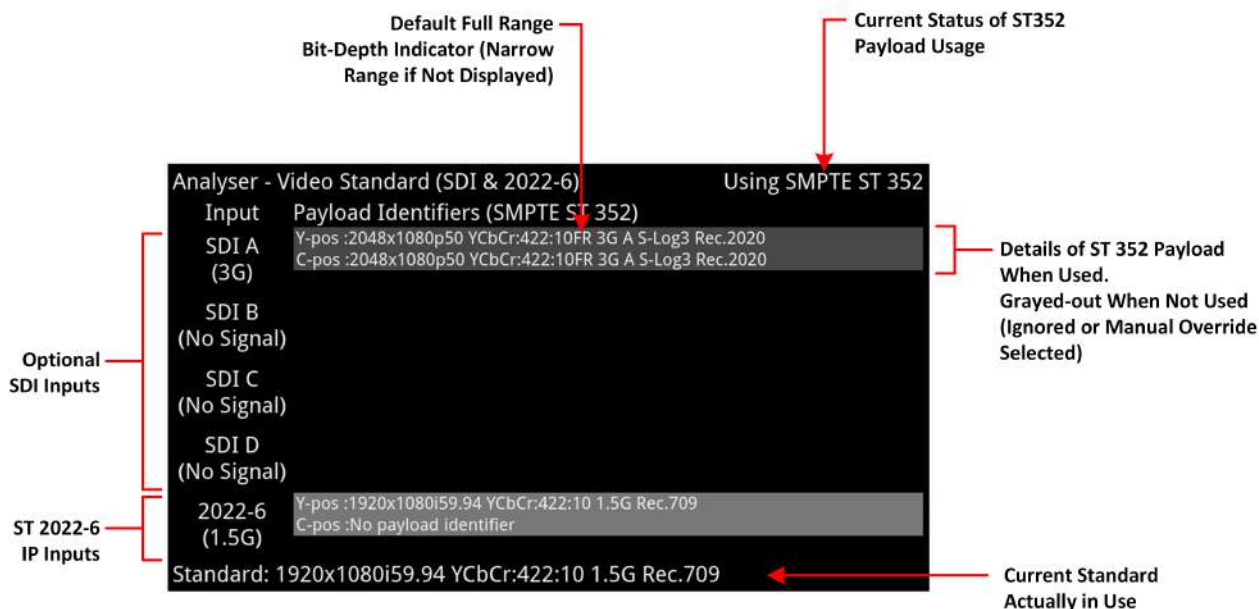 Default Full Range
Bit-Depth Indicator (Narrow
Range if Not Displayed)
Current Status of ST352
Payload Usage
Analyser - Video Standard (SDI & 2022-6)
Using SMPTE ST 352
Input
Payload Identifiers (SMPTE ST 352)
SDI A
(3G)
Y-pos :2048x1080p50 YCbCr:422:10FR 3G A S-Log3 Rec.2020
C-pos :2048x1080p50 YCbCr:422:10FR 3G A S-Log3 Rec.2020
Details of ST 352 Payload
When Used.
Grayed-out When Not Used
(Ignored or Manual Override
Selected)
SDI B
(No Signal)
Optional
SDI Inputs
SDI C
(No Signal)
SDI D
(No Signal)
ST 2022-6
IP Inputs
2022-6
(1.5G)
Y-pos :1920x1080i59.94 YCbCr:422:10 1.5G Rec.709
C-pos :No payload identifier
Standard: 1920x1080i59.94 YCbCr:422:10 1.5G Rec.709
Current Standard
Actually in Use